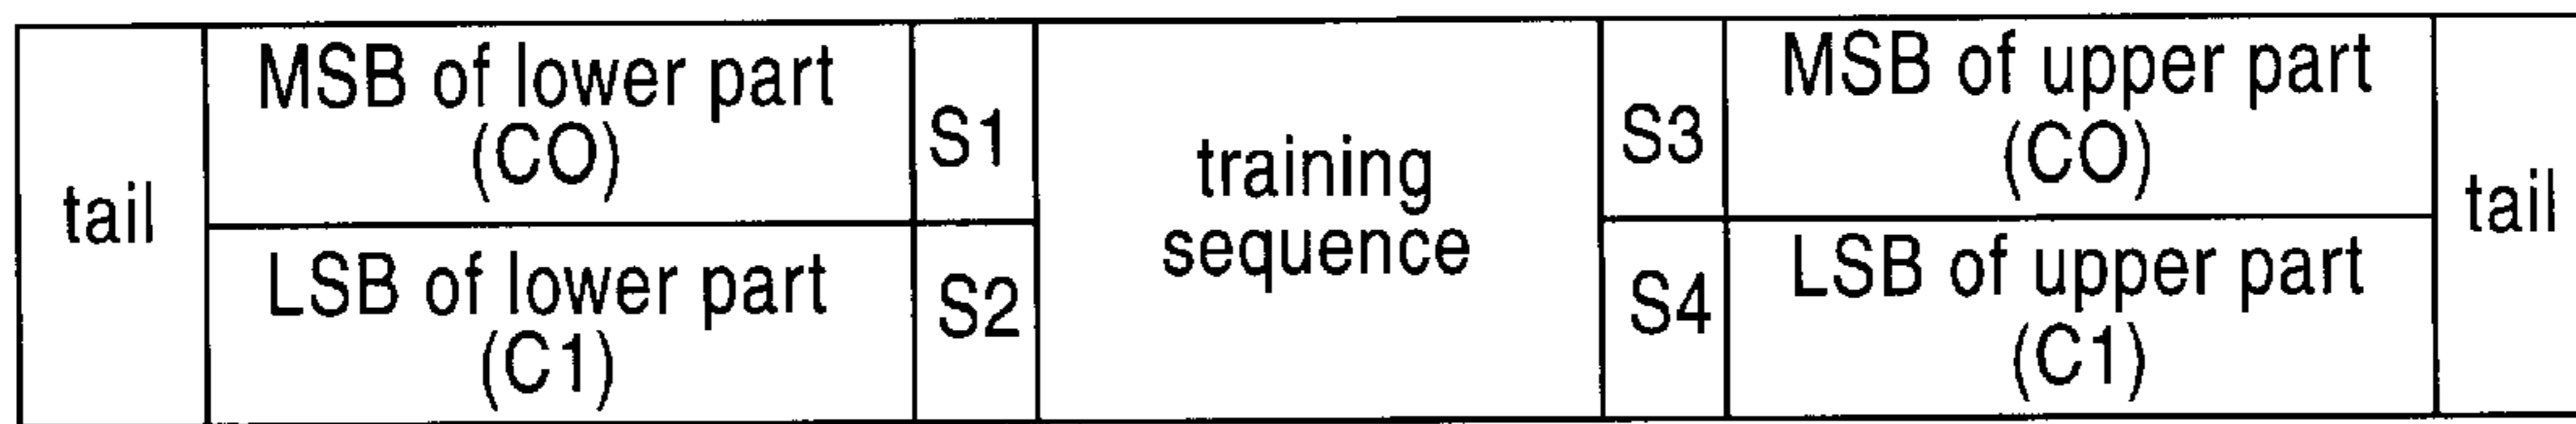 tail
MSB of lower part
(CO)
LSB of lower part
(C1)
S1
S2
training
sequence
S3
S4
MSB of upper part
(CO)
LSB of upper part
(C1)
tail